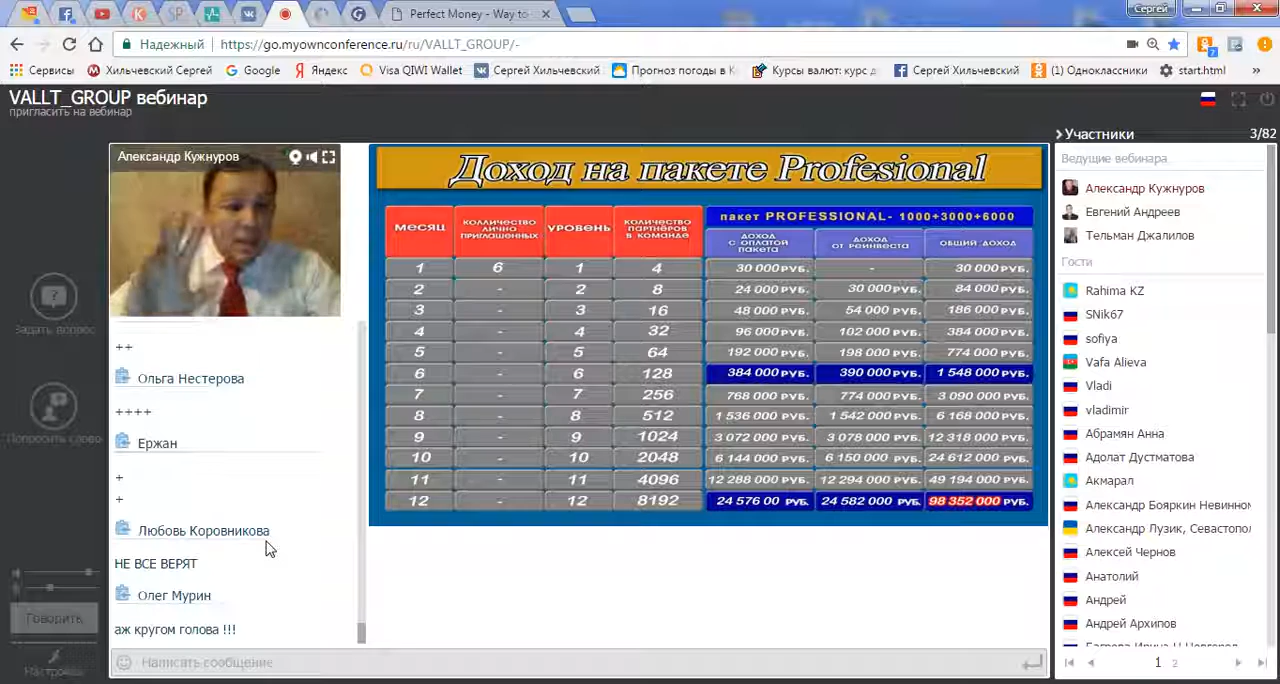 Сергей
Perfect Money - Way to
Надежный
https://go.myownconference.ru/ru/VALLT_GROUP/-
Сервисы
Хильчевский Сергей
Google
Яндекс
Visa QIWI Wallet
Сергей Хильчевский
Прогноз погоды в К
Курсы валют: курс д
Сергей Хильчевский
(1) Одноклассники
start.html
»
VALLT_GROUP вебинар
пригласить на вебинар
Задать вопрос
Попросить слово
Говорить
Настройки
Александр Кужнуров
++
Ольга Нестерова
++++
Ержан
+
+
Любовь Коровникова
НЕ ВСЕ ВЕРЯТ
Олег Мурин
аж кругом голова !!!
Написать сообщение
Доход на пакете Profesional
месяц колличество лично приглашенных уровень количество партнеров в команде пакет PROFESSIONAL- 1000+3000+6000
доход с оплатой пакета доход от реинвеста общий доход
1 6 1 4 30 000 РУБ. - 30 000 РУБ.
2 - 2 8 24 000 РУБ. 30 000 РУБ. 84 000 РУБ.
3 - 3 16 48 000 РУБ. 54 000 РУБ. 186 000 РУБ.
4 - 4 32 96 000 РУБ. 102 000 РУБ. 384 000 РУБ.
5 - 5 64 192 000 РУБ. 198 000 РУБ. 774 000 РУБ.
6 - 6 128 384 000 РУБ. 390 000 РУБ. 1 548 000 РУБ.
7 - 7 256 768 000 РУБ. 774 000 РУБ. 3 090 000 РУБ.
8 - 8 512 1 536 000 РУБ. 1 542 000 РУБ. 6 168 000 РУБ.
9 - 9 1024 3 072 000 РУБ. 3 078 000 РУБ. 12 318 000 РУБ.
10 - 10 2048 6 144 000 РУБ. 6 150 000 РУБ. 24 612 000 РУБ.
11 - 11 4096 12 288 000 РУБ. 12 294 000 РУБ. 49 194 000 РУБ.
12 - 12 8192 24 576 00 РУБ. 24 582 000 РУБ. 98 352 000 РУБ.
Участники 3/82
Ведущие вебинара
Александр Кужнуров
Евгений Андреев
Тельман Джалилов
Гости
Rahima KZ
SNik67
sofiya
Vafa Alieva
Vladi
vladimir
Абрамян Анна
Адолат Дустматова
Акмарал
Александр Бояркин Невинном
Александр Лузик, Севастопол
Алексей Чернов
Анатолий
Андрей
Андрей Архипов
1 2